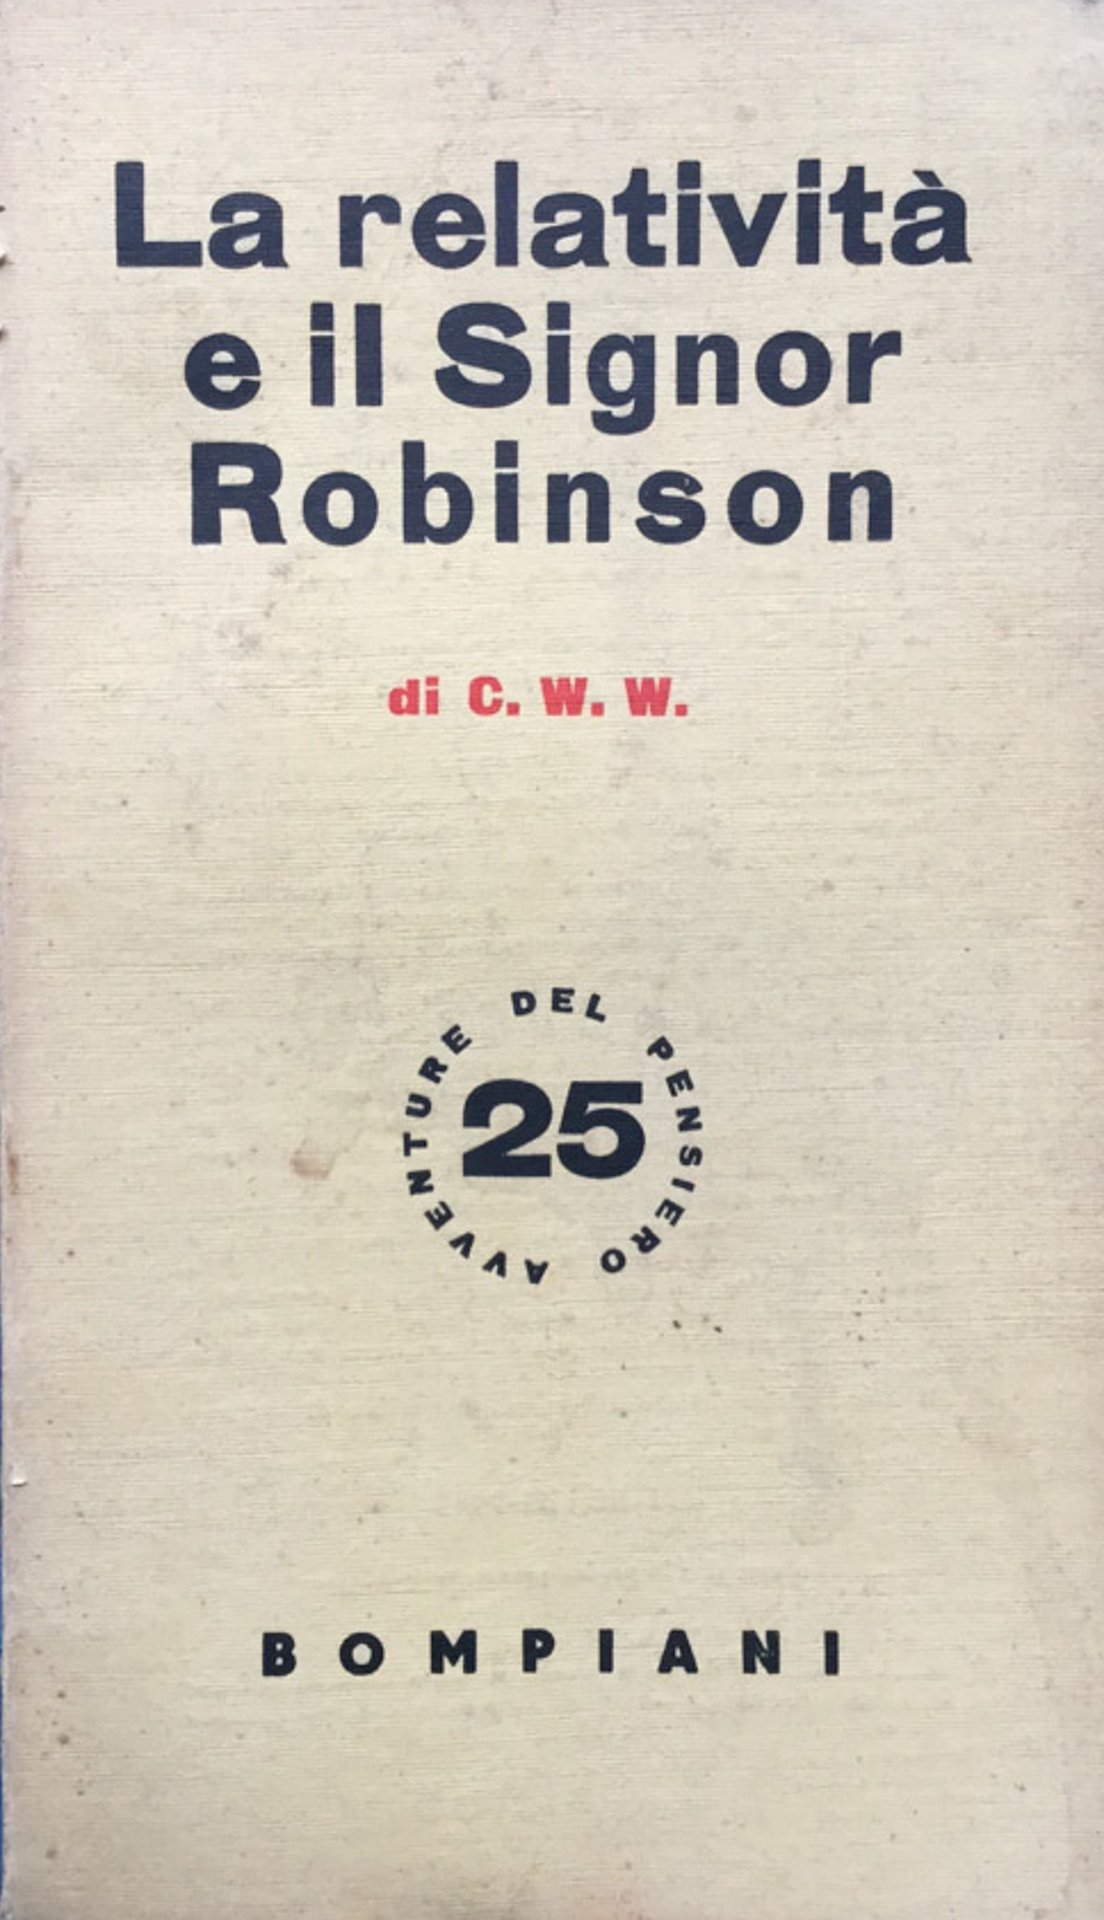 La relatività
e il Signor
Robinson
di C. W. W.
AVVENTURE DEL PENSIERO
25
BOMPIANI